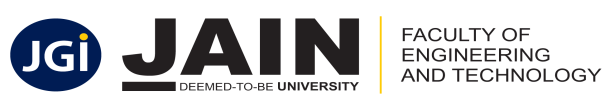 JGi
JAIN
DEEMED-TO-BE UNIVERSITY
FACULTY OF
ENGINEERING
AND TECHNOLOGY